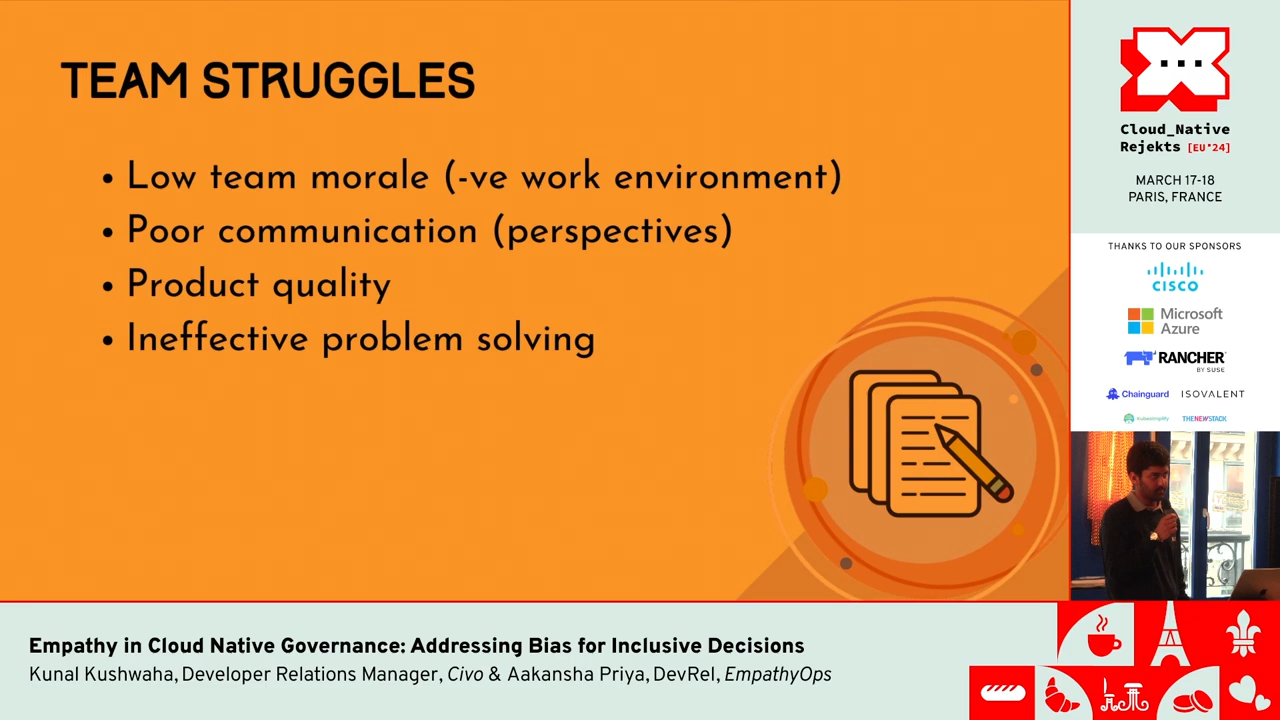 TEAM STRUGGLES
• Low team morale (-ve work environment)
• Poor communication (perspectives)
• Product quality
• Ineffective problem solving
Cloud_Native
Rejekts [EU'24]
MARCH 17-18
PARIS, FRANCE
THANKS TO OUR SPONSORS
CISCO
Microsoft
Azure
RANCHER
BY SUSE
Chainguard
ISOVALENT
Kubesimplify
THENEWSTACK
Empathy in Cloud Native Governance: Addressing Bias for Inclusive Decisions
Kunal Kushwaha, Developer Relations Manager, Civo & Aakansha Priya, DevRel, EmpathyOps